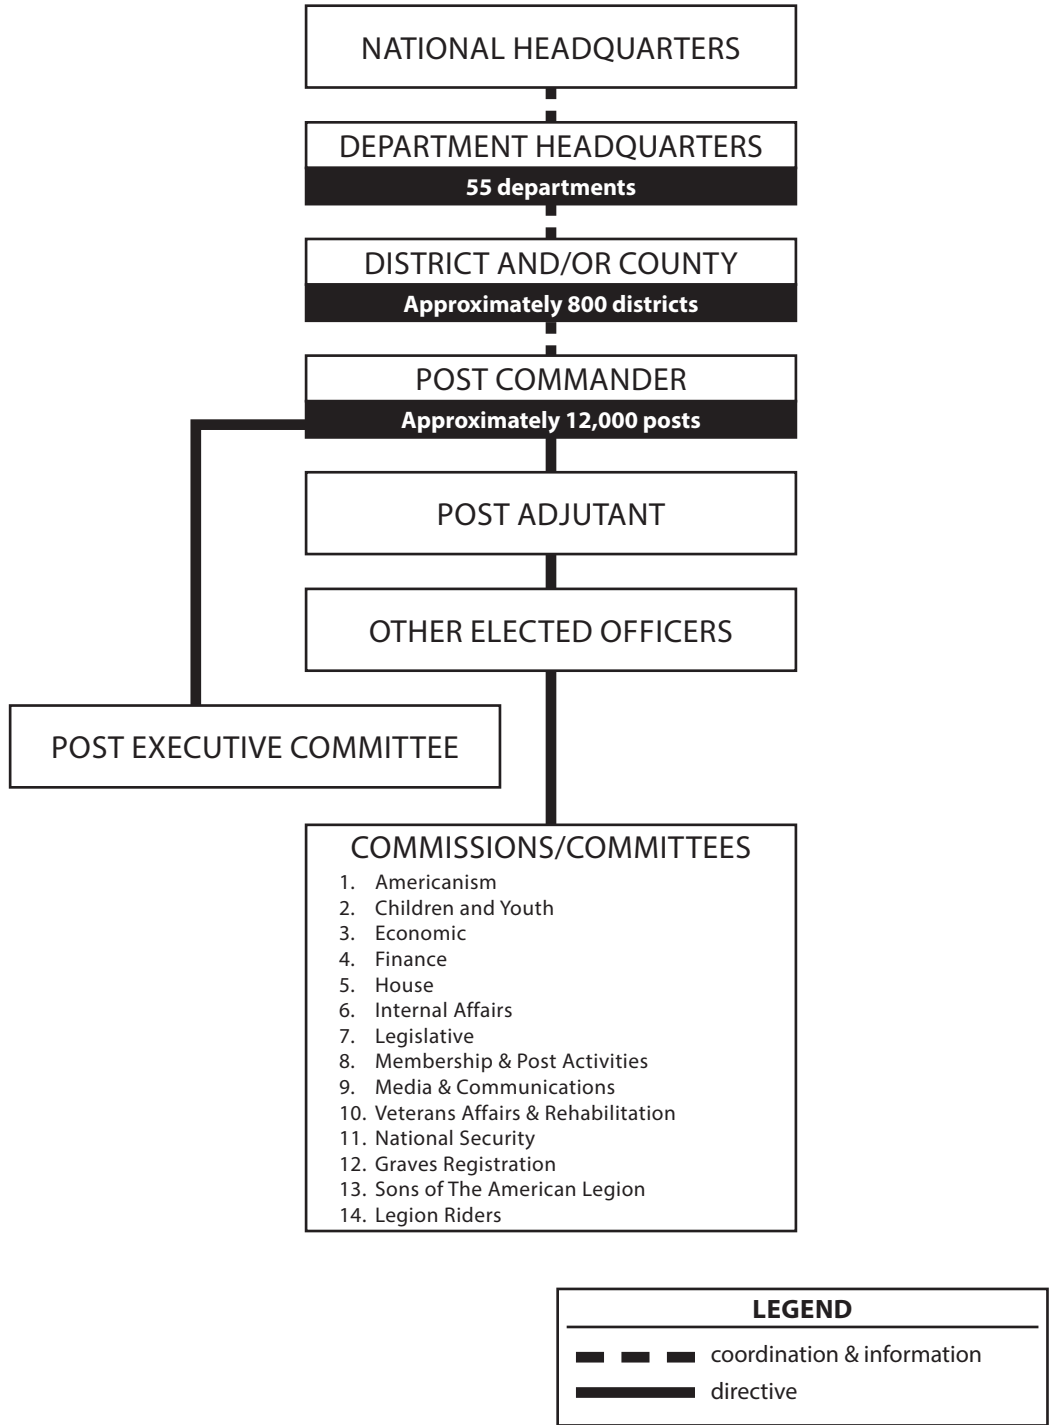 NATIONAL HEADQUARTERS
DEPARTMENT HEADQUARTERS
55 departments
DISTRICT AND/OR COUNTY
Approximately 800 districts
POST COMMANDER
Approximately 12,000 posts
POST ADJUTANT
OTHER ELECTED OFFICERS
POST EXECUTIVE COMMITTEE
COMMISSIONS/COMMITTEES
1. Americanism
2. Children and Youth
3. Economic
4. Finance
5. House
6. Internal Affairs
7. Legislative
8. Membership & Post Activities
9. Media & Communications
10. Veterans Affairs & Rehabilitation
11. National Security
12. Graves Registration
13. Sons of The American Legion
14. Legion Riders
LEGEND
coordination & information
directive